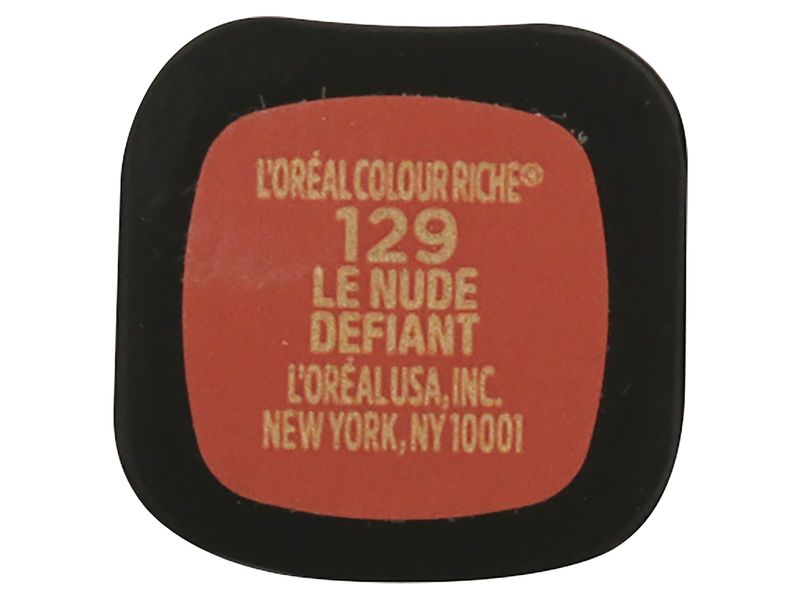 L'ORÉAL COLOUR RICHE®
129
LE NUDE
DEFIANT
L'ORÉAL USA, INC.
NEW YORK, NY 10001